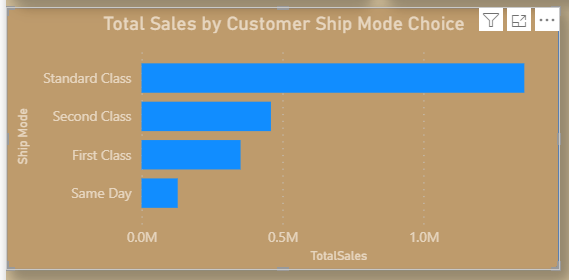 Total Sales by Customer Ship Mode Choice
Ship Mode
Standard Class
Second Class
First Class
Same Day
0.0M 0.5M 1.0M
TotalSales